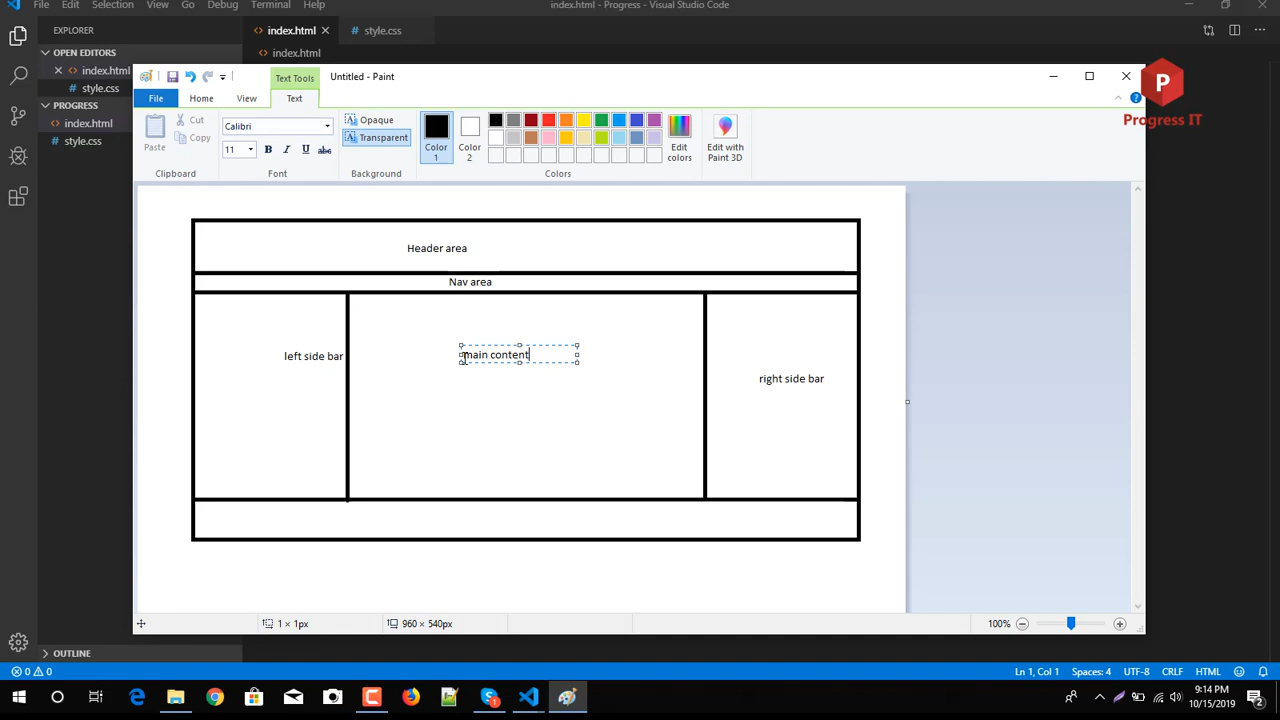 File Edit Selection View Go Debug Terminal Help index.html - Progress - Visual Studio Code
EXPLORER
index.html
style.css
OPEN EDITORS
index.html
index.html
style.css
PROGRESS
index.html
style.css
OUTLINE
Text Tools
Untitled - Paint
File Home View Text
Cut
Copy
Paste
Clipboard
Calibri
11 B I U abc
Font
Opaque
Transparent
Background
Color 1
Color 2
Edit colors
Colors
Edit with Paint 3D
Progress IT
Header area
Nav area
left side bar
main content
right side bar
1 × 1px
960 × 540px
100%
0 0
Ln 1, Col 1 Spaces: 4 UTF-8 CRLF HTML
9:14 PM
10/15/2019